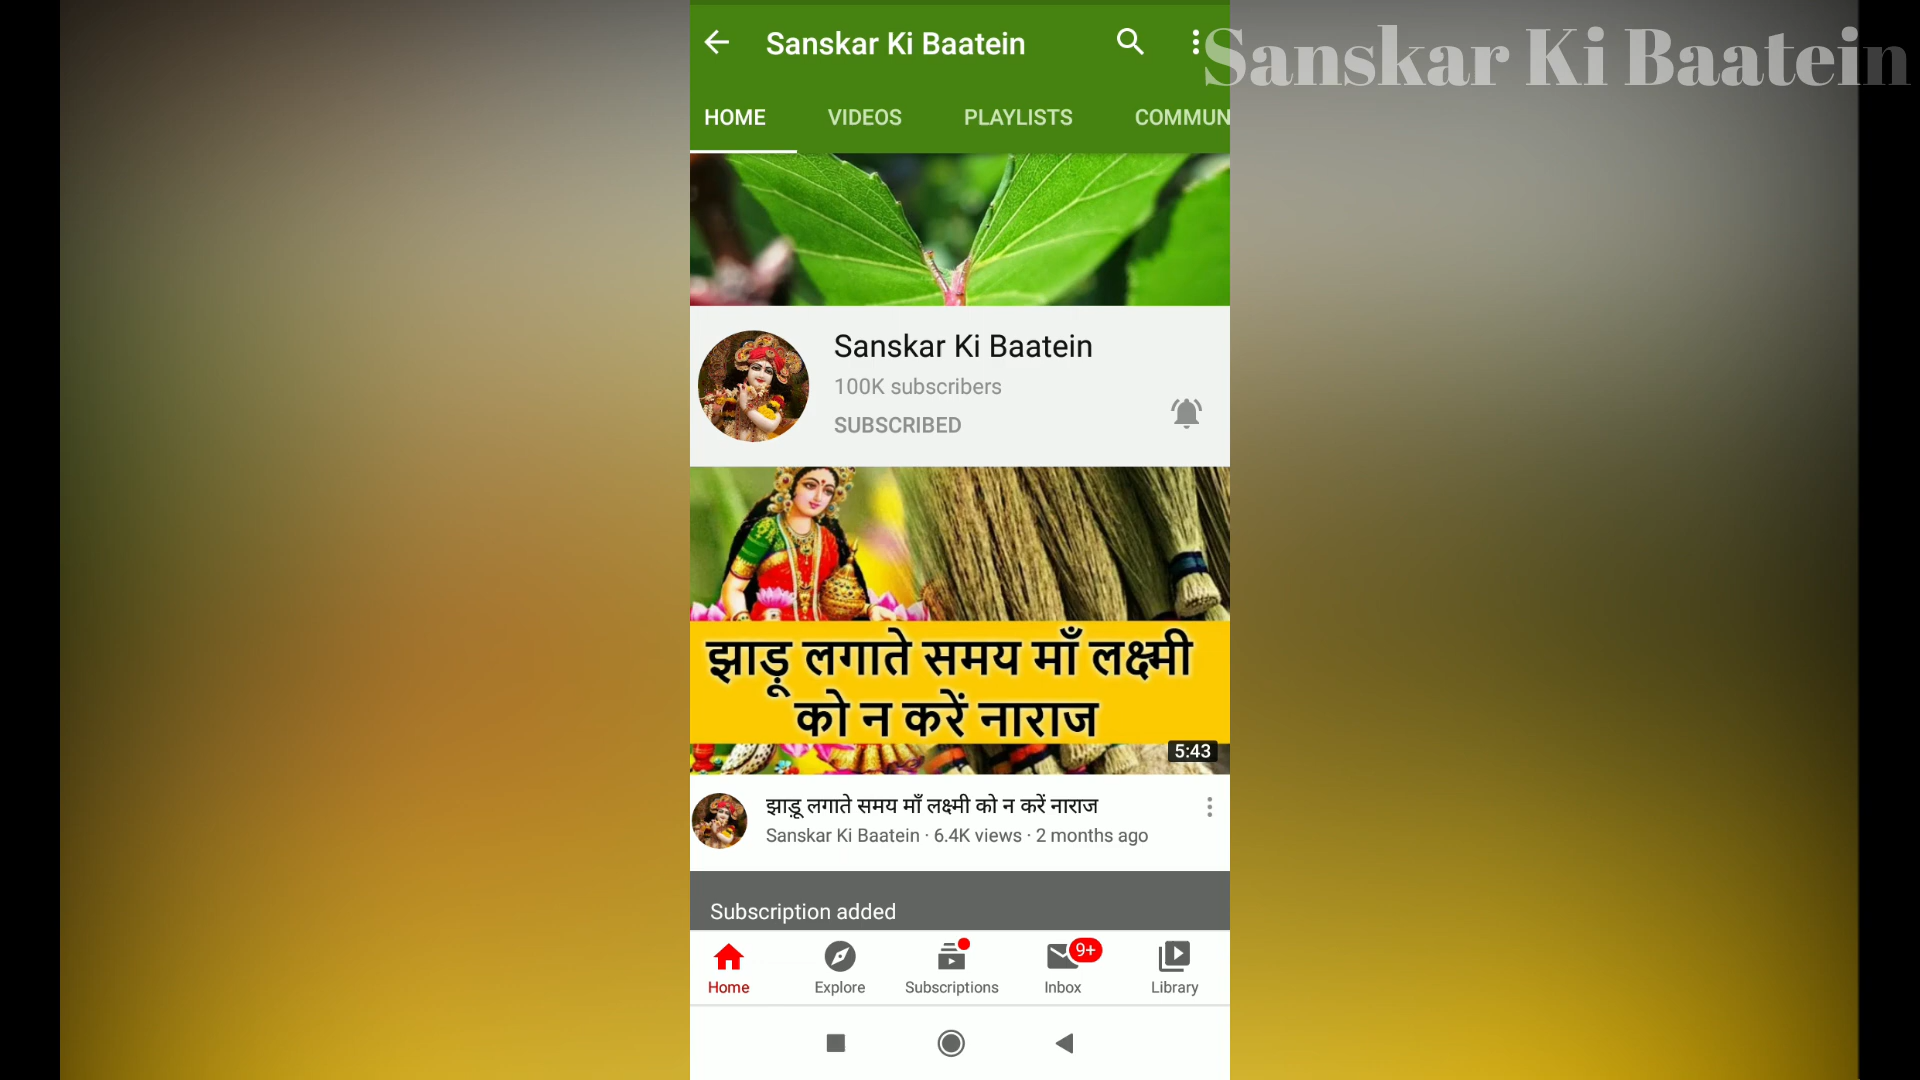 Sanskar Ki Baatein
Sanskar Ki Baatein
HOME VIDEOS PLAYLISTS COMMUN
Sanskar Ki Baatein
100K subscribers
SUBSCRIBED
झाड़ू लगाते समय माँ लक्ष्मी
को न करें नाराज
5:43
झाड़ू लगाते समय माँ लक्ष्मी को न करें नाराज
Sanskar Ki Baatein · 6.4K views · 2 months ago
Subscription added
9+
Home Explore Subscriptions Inbox Library